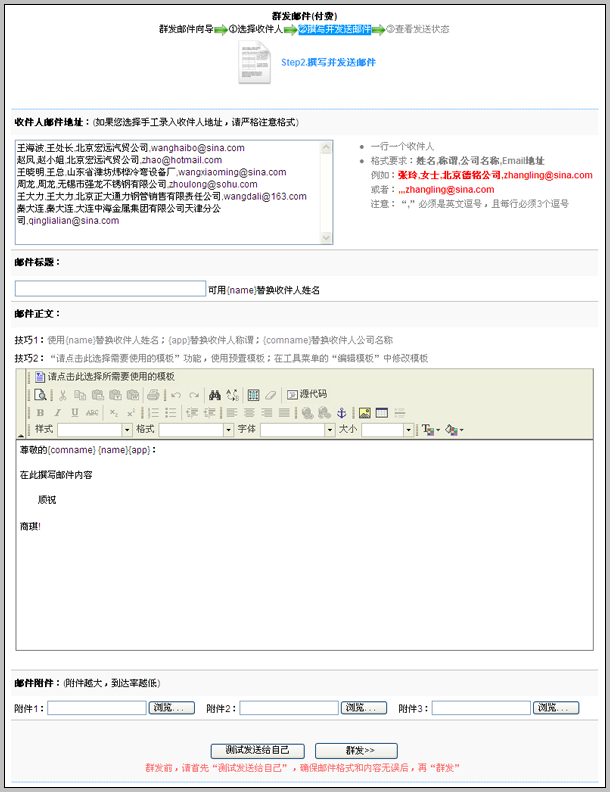 群发邮件(付费)
群发邮件向导 ①选择收件人 ②撰写并发送邮件 ③查看发送状态
Step2.撰写并发送邮件
收件人邮件地址：(如果您选择手工录入收件人地址，请严格注意格式)
王海波,王处长,北京宏远汽贸公司,wanghaibo@sina.com
赵凤,赵小姐,北京宏远汽贸公司,zhao@hotmail.com
王晓明,王总,山东省潍坊炜桦冷弯设备厂,wangxiaoming@sina.com
周龙,周龙,无锡市强龙不锈钢有限公司,zhoulong@sohu.com
王大力,王大力,北京正大通力钢管销售有限责任公司,wangdali@163.com
秦大连,秦大连,大连中海金属集团有限公司天津分公
司,qinglialian@sina.com
一行一个收件人
格式要求：姓名,称谓,公司名称,Email地址
例如：张玲,女士,北京德铭公司,zhangling@sina.com
或者：,,,zhangling@sina.com
注意：“,”必须是英文逗号，且每行必须3个逗号
邮件标题：
可用{name}替换收件人姓名
邮件正文：
技巧1：使用{name}替换收件人姓名；{app}替换收件人称谓；{comname}替换收件人公司名称
技巧2：“请点击此选择需要使用的模板”功能，使用预置模板；在工具菜单的“编辑模板”中修改模板
请点击此选择所需要使用的模板
源代码
B I U ABC x₂ x²
样式 格式 字体 大小
尊敬的{comname} {name}{app}：
在此撰写邮件内容
顺祝
商琪!
邮件附件：(附件越大，到达率越低)
附件1： 浏览... 附件2： 浏览... 附件3： 浏览...
测试发送给自己 群发>>
群发前，请首先“测试发送给自己”，确保邮件格式和内容无误后，再“群发”